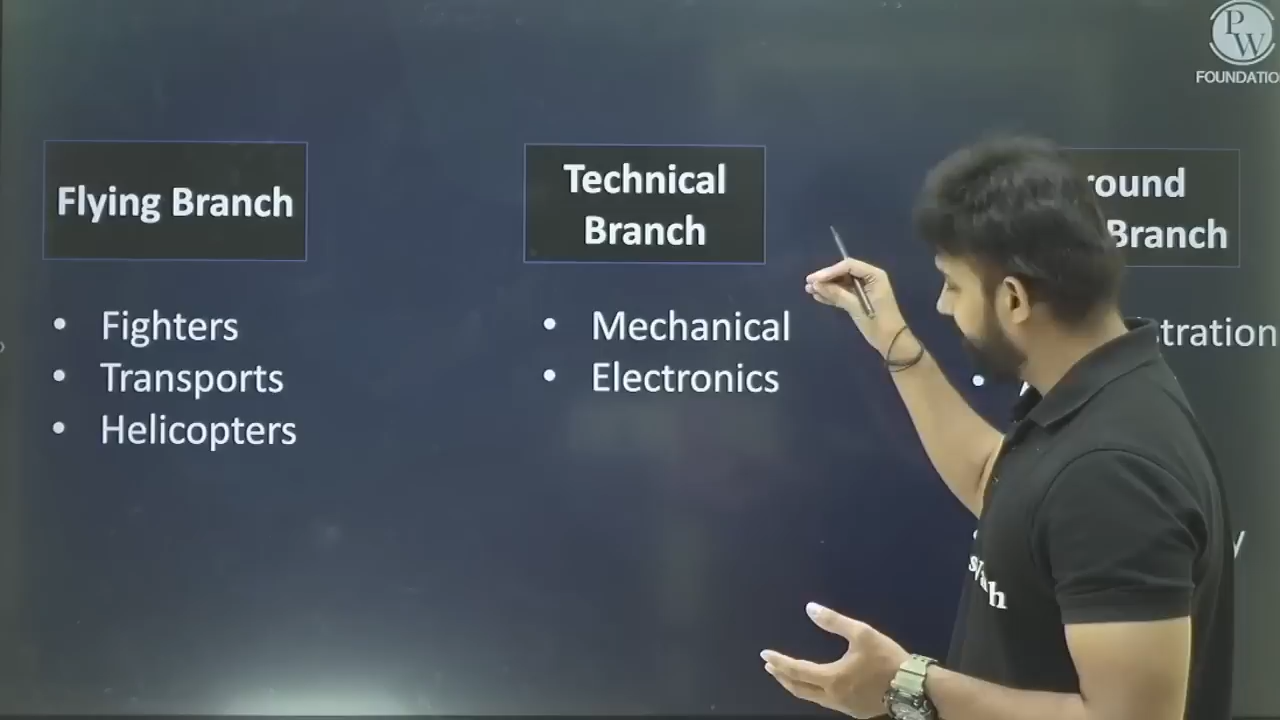 PW
FOUNDATIO
Flying Branch
Technical
Branch
round
Branch
• Fighters
• Transports
• Helicopters
• Mechanical
• Electronics
stration